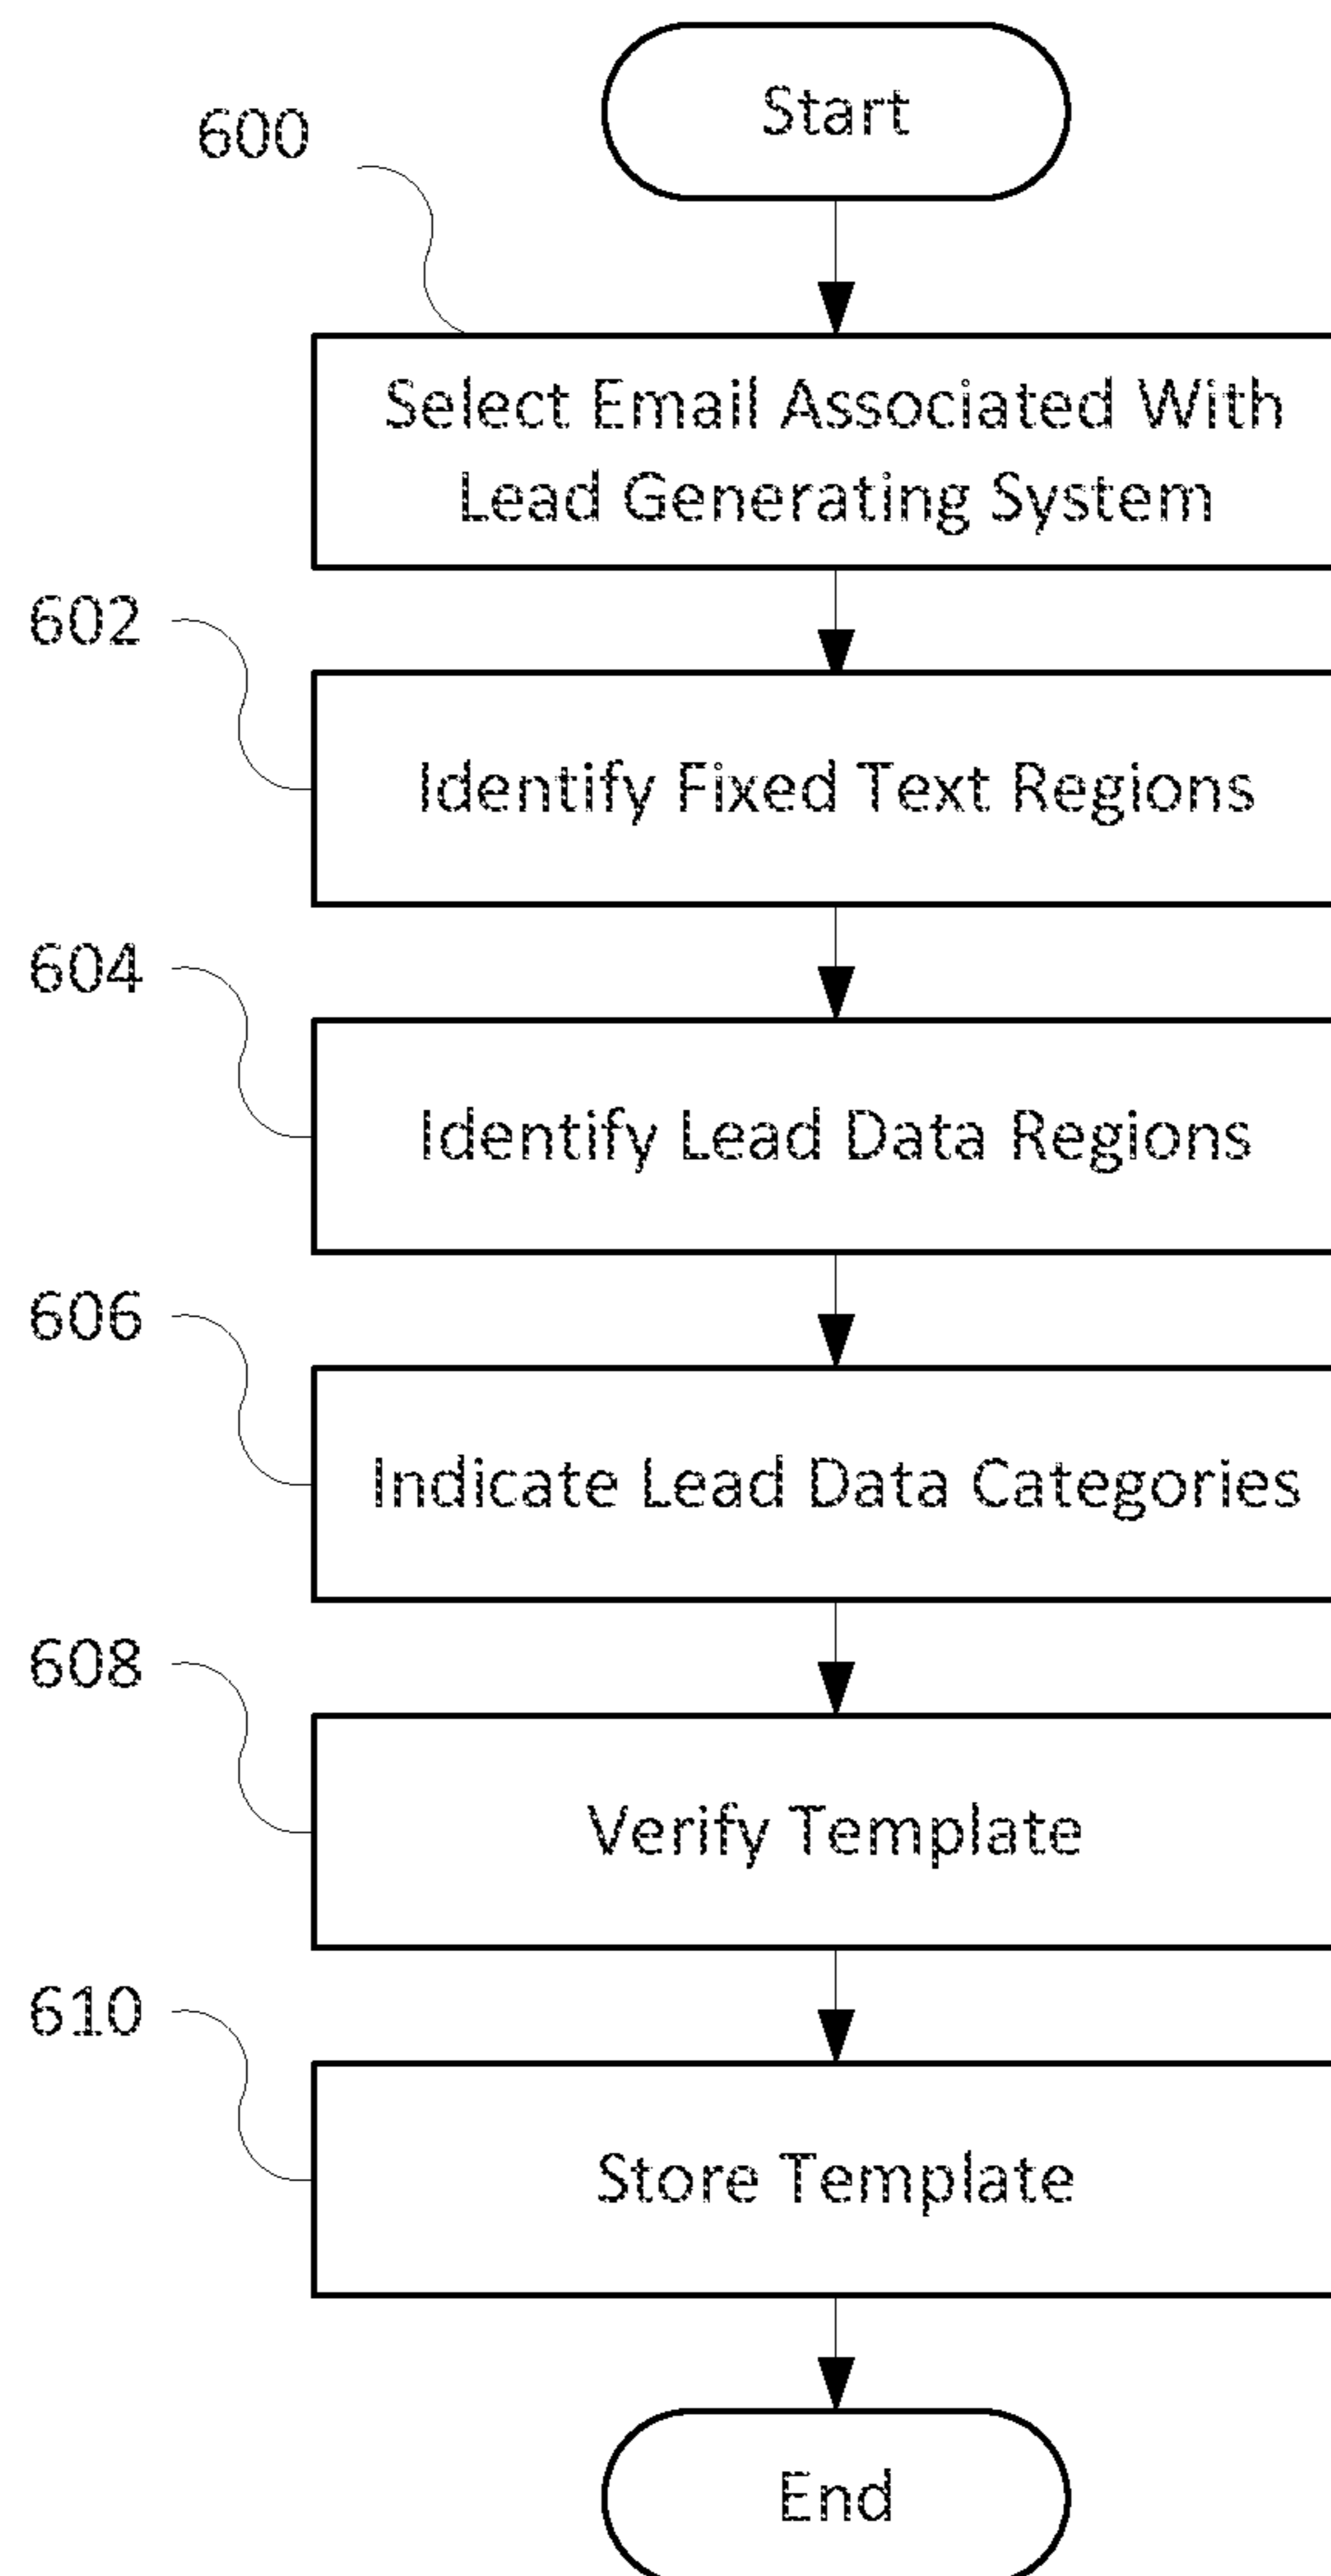 Start
600
Select Email Associated With
Lead Generating System
602
Identify Fixed Text Regions
604
Identify Lead Data Regions
606
Indicate Lead Data Categories
608
Verify Template
610
Store Template
End